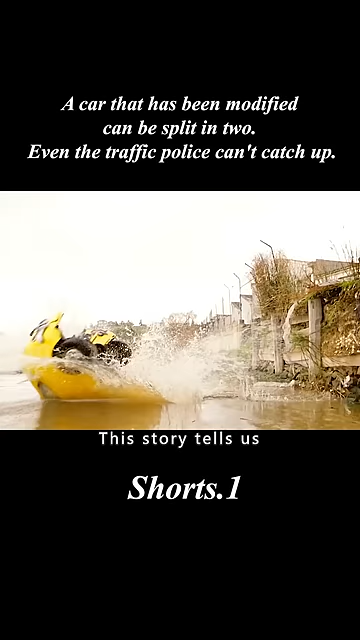 A car that has been modified
can be split in two.
Even the traffic police can't catch up.
This story tells us
Shorts.1